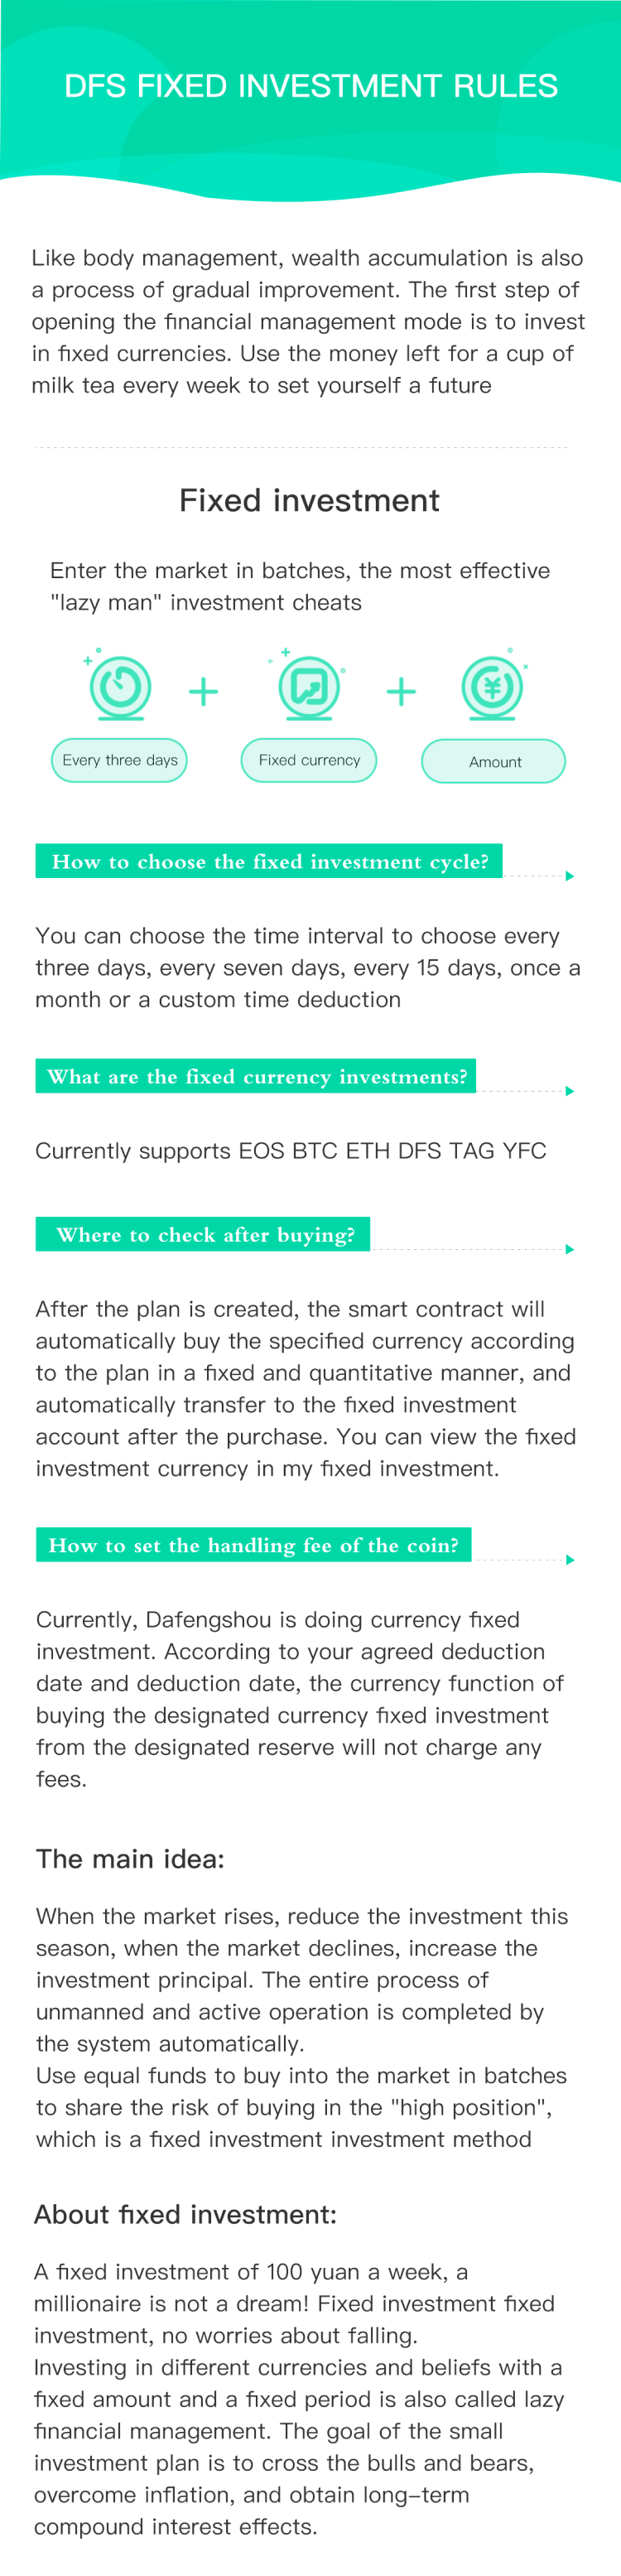 DFS FIXED INVESTMENT RULES
Like body management, wealth accumulation is also
a process of gradual improvement. The first step of
opening the financial management mode is to invest
in fixed currencies. Use the money left for a cup of
milk tea every week to set yourself a future
Fixed investment
Enter the market in batches, the most effective
"lazy man" investment cheats
¥
Every three days
Fixed currency
Amount
How to choose the fixed investment cycle?
You can choose the time interval to choose every
three days, every seven days, every 15 days, once a
month or a custom time deduction
What are the fixed currency investments?
Currently supports EOS BTC ETH DFS TAG YFC
Where to check after buying?
After the plan is created, the smart contract will
automatically buy the specified currency according
to the plan in a fixed and quantitative manner, and
automatically transfer to the fixed investment
account after the purchase. You can view the fixed
investment currency in my fixed investment.
How to set the handling fee of the coin?
Currently, Dafengshou is doing currency fixed
investment. According to your agreed deduction
date and deduction date, the currency function of
buying the designated currency fixed investment
from the designated reserve will not charge any
fees.
The main idea:
When the market rises, reduce the investment this
season, when the market declines, increase the
investment principal. The entire process of
unmanned and active operation is completed by
the system automatically.
Use equal funds to buy into the market in batches
to share the risk of buying in the "high position",
which is a fixed investment investment method
About fixed investment:
A fixed investment of 100 yuan a week, a
millionaire is not a dream! Fixed investment fixed
investment, no worries about falling.
Investing in different currencies and beliefs with a
fixed amount and a fixed period is also called lazy
financial management. The goal of the small
investment plan is to cross the bulls and bears,
overcome inflation, and obtain long-term
compound interest effects.